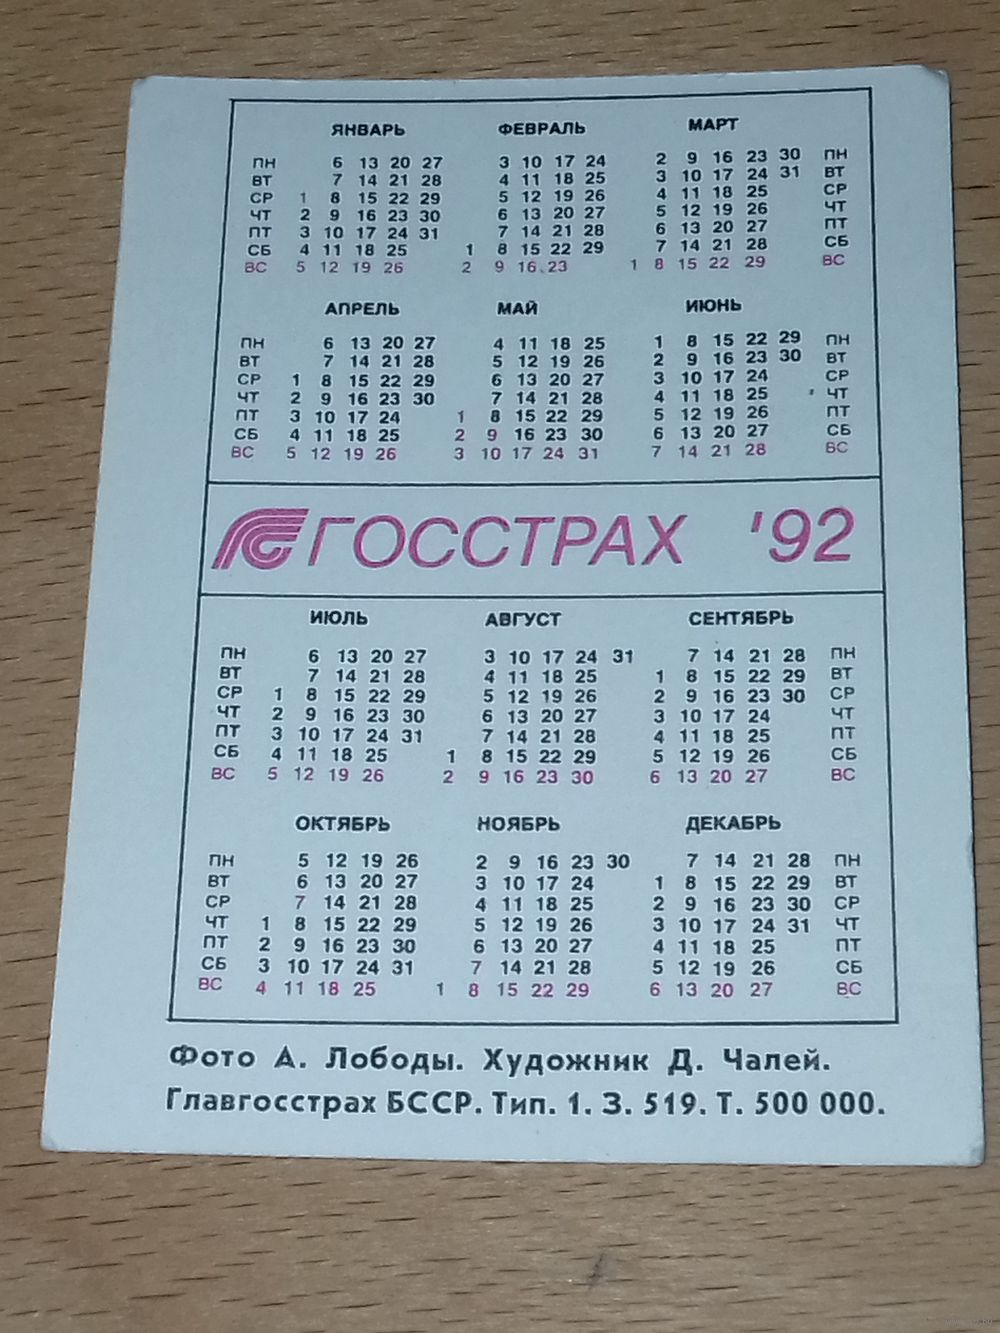 ЯНВАРЬ ФЕВРАЛЬ МАРТ
ПН 6 13 20 27 3 10 17 24 2 9 16 23 30 ПН
ВТ 7 14 21 28 4 11 18 25 3 10 17 24 31 ВТ
СР 1 8 15 22 29 5 12 19 26 4 11 18 25 СР
ЧТ 2 9 16 23 30 6 13 20 27 5 12 19 26 ЧТ
ПТ 3 10 17 24 31 7 14 21 28 6 13 20 27 ПТ
СБ 4 11 18 25 1 8 15 22 29 7 14 21 28 СБ
ВС 5 12 19 26 2 9 16 23 1 8 15 22 29 ВС
АПРЕЛЬ МАЙ ИЮНЬ
ПН 6 13 20 27 4 11 18 25 1 8 15 22 29 ПН
ВТ 7 14 21 28 5 12 19 26 2 9 16 23 30 ВТ
СР 1 8 15 22 29 6 13 20 27 3 10 17 24 СР
ЧТ 2 9 16 23 30 7 14 21 28 4 11 18 25 ЧТ
ПТ 3 10 17 24 1 8 15 22 29 5 12 19 26 ПТ
СБ 4 11 18 25 2 9 16 23 30 6 13 20 27 СБ
ВС 5 12 19 26 3 10 17 24 31 7 14 21 28 ВС
ГОССТРАХ '92
ИЮЛЬ АВГУСТ СЕНТЯБРЬ
ПН 6 13 20 27 3 10 17 24 31 7 14 21 28 ПН
ВТ 7 14 21 28 4 11 18 25 1 8 15 22 29 ВТ
СР 1 8 15 22 29 5 12 19 26 2 9 16 23 30 СР
ЧТ 2 9 16 23 30 6 13 20 27 3 10 17 24 ЧТ
ПТ 3 10 17 24 31 7 14 21 28 4 11 18 25 ПТ
СБ 4 11 18 25 1 8 15 22 29 5 12 19 26 СБ
ВС 5 12 19 26 2 9 16 23 30 6 13 20 27 ВС
ОКТЯБРЬ НОЯБРЬ ДЕКАБРЬ
ПН 5 12 19 26 2 9 16 23 30 7 14 21 28 ПН
ВТ 6 13 20 27 3 10 17 24 1 8 15 22 29 ВТ
СР 7 14 21 28 4 11 18 25 2 9 16 23 30 СР
ЧТ 1 8 15 22 29 5 12 19 26 3 10 17 24 31 ЧТ
ПТ 2 9 16 23 30 6 13 20 27 4 11 18 25 ПТ
СБ 3 10 17 24 31 7 14 21 28 5 12 19 26 СБ
ВС 4 11 18 25 1 8 15 22 29 6 13 20 27 ВС
Фото А. Лободы. Художник Д. Чалей.
Главгосстрах БССР. Тип. 1. З. 519. Т. 500 000.